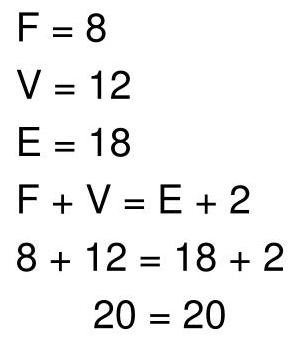 F = 8
V = 12
E = 18
F + V = E + 2
8 + 12 = 18 + 2
20 = 20